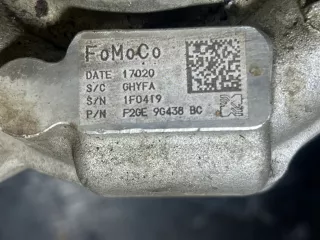 FoMoCo
DATE 17020
S/C GHYFA
S/N 1F0419
P/N F2GE 9G438 BC